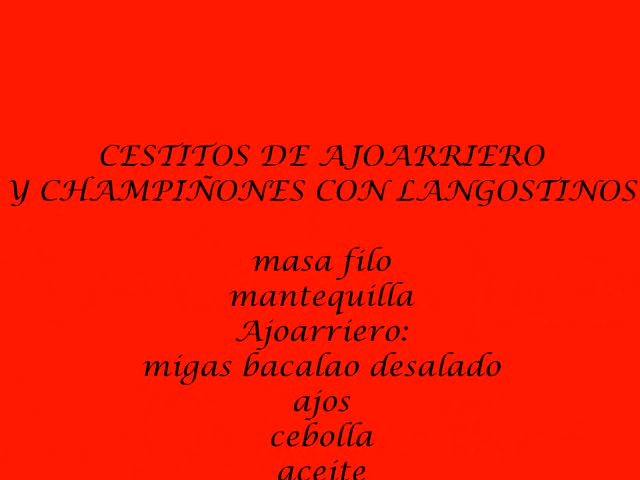 CESTITOS DE AJOARRIERO
Y CHAMPIÑONES CON LANGOSTINOS
masa filo
mantequilla
Ajoarriero:
migas bacalao desalado
ajos
cebolla
aceite